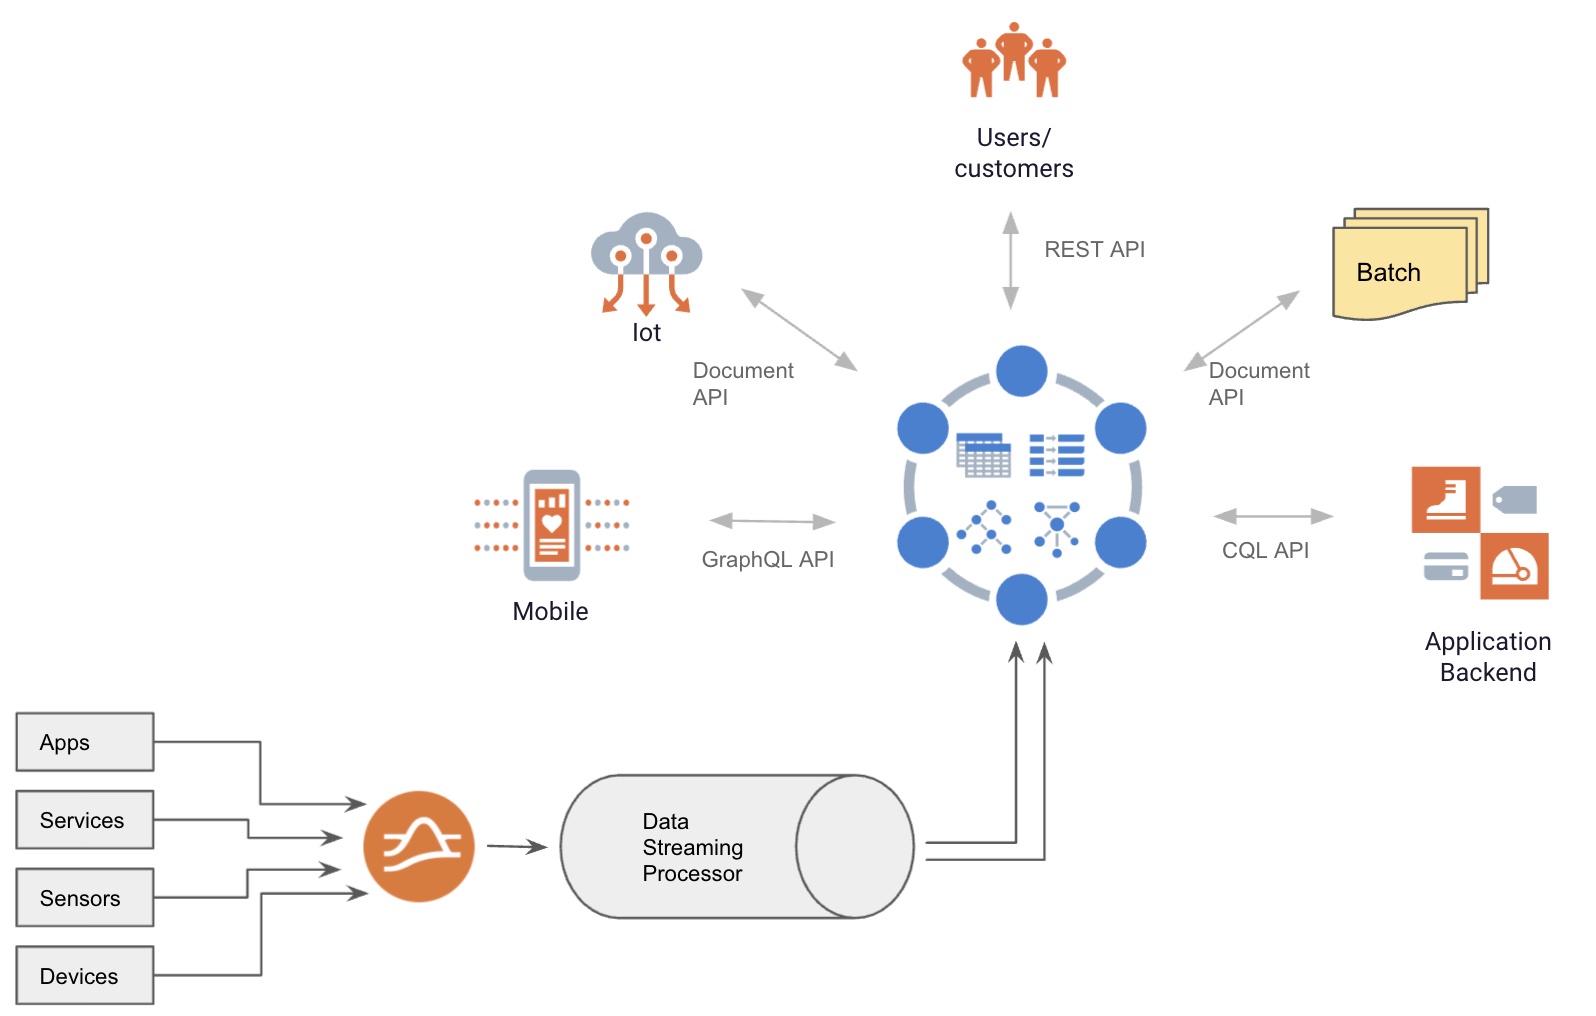 Users/
customers
REST API
Iot
Batch
Document
API
Document
API
Mobile
GraphQL API
CQL API
Application
Backend
Apps
Services
Sensors
Devices
Data
Streaming
Processor